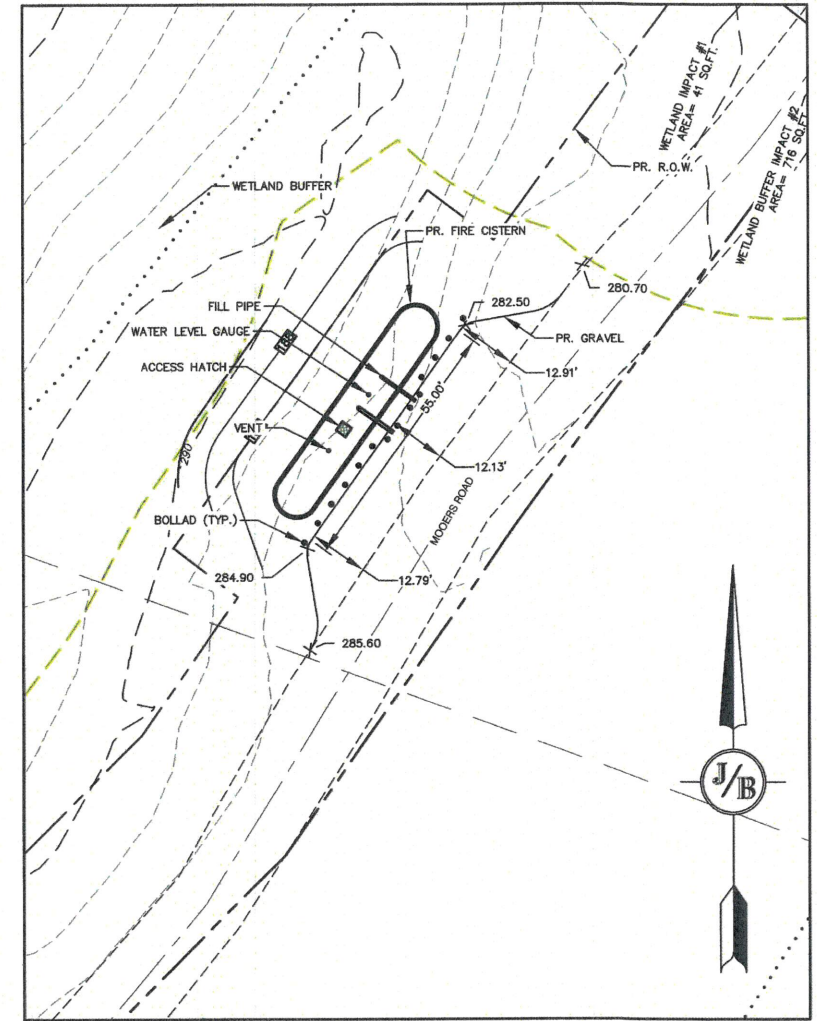 WETLAND IMPACT #1
AREA= 41 SQ.FT.
WETLAND BUFFER IMPACT #2
AREA= 716 SQ.FT.
PR. R.O.W.
WETLAND BUFFER
PR. FIRE CISTERN
280.70
282.50
FILL PIPE
WATER LEVEL GAUGE
PR. GRAVEL
ACCESS HATCH
12.91'
55.00'
VENT
290
12.13'
MOOERS ROAD
BOLLAD (TYP.)
284.90
12.79'
285.60
J/B